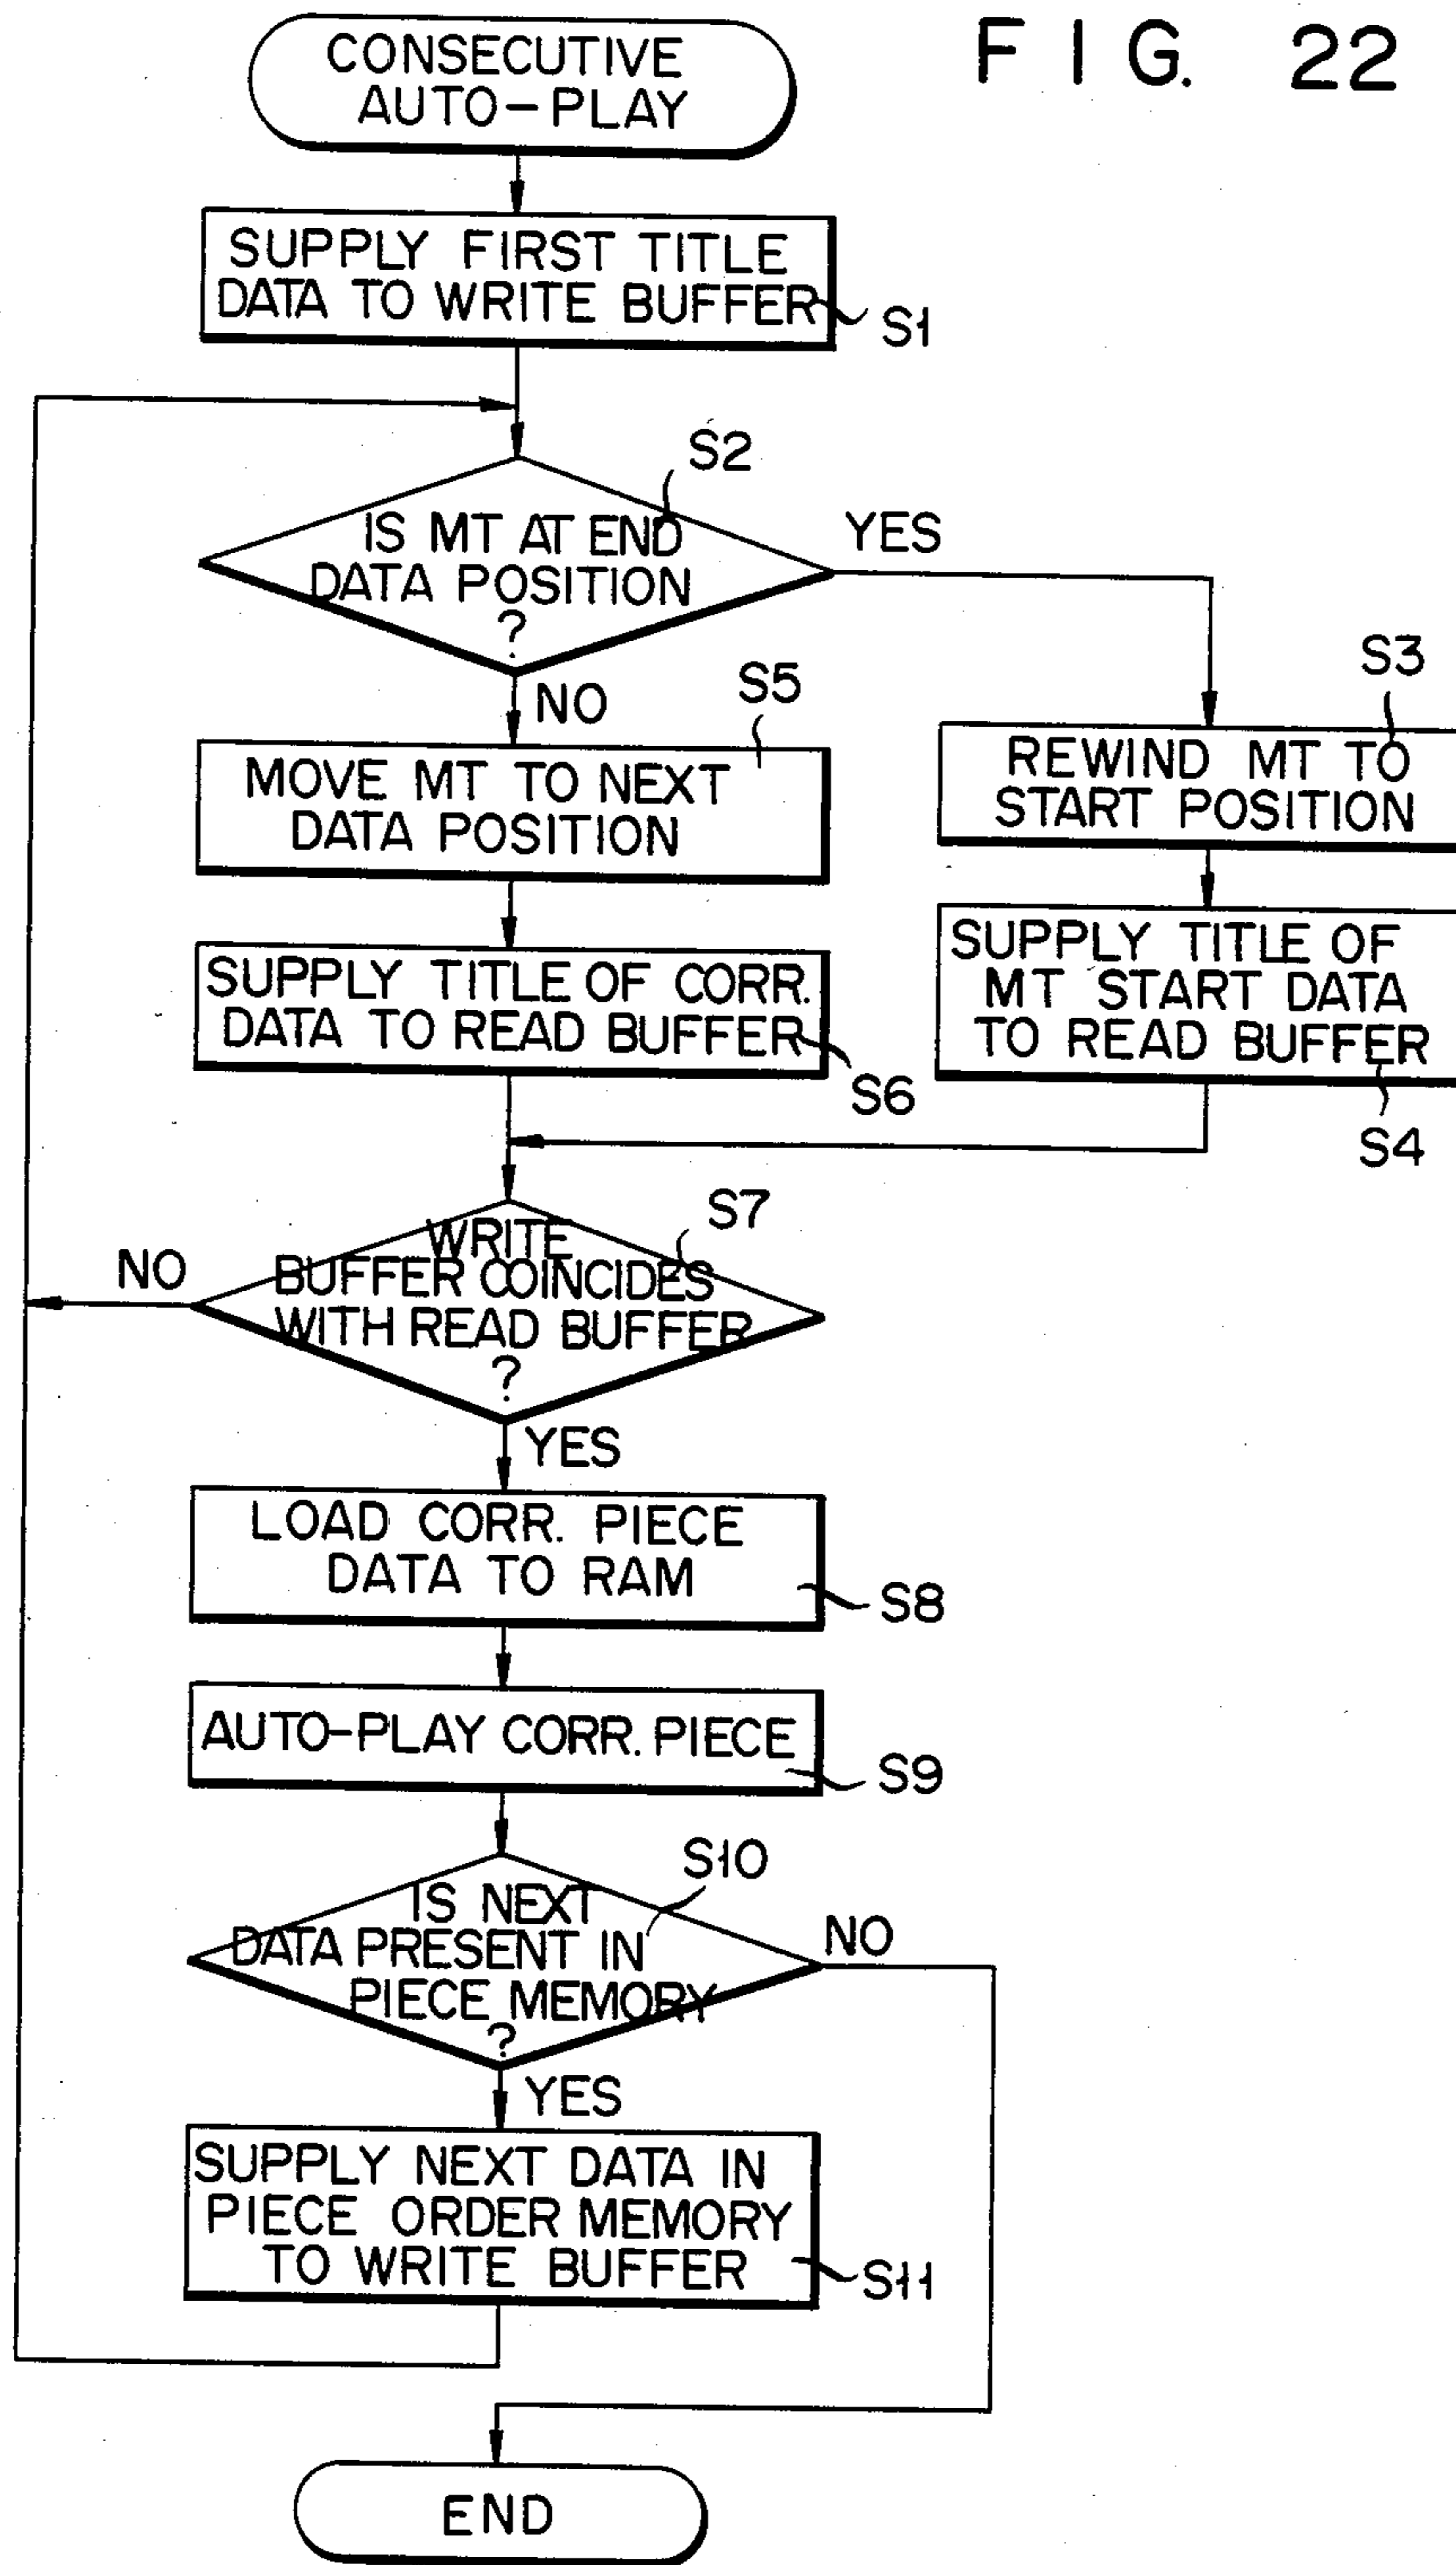 FIG. 22
CONSECUTIVE
AUTO-PLAY
SUPPLY FIRST TITLE
DATA TO WRITE BUFFER
S1
S2
IS MT AT END
DATA POSITION
?
YES
NO
S3
REWIND MT TO
START POSITION
SUPPLY TITLE OF
MT START DATA
TO READ BUFFER
S4
S5
MOVE MT TO NEXT
DATA POSITION
SUPPLY TITLE OF CORR.
DATA TO READ BUFFER
S6
S7
WRITE
BUFFER COINCIDES
WITH READ BUFFER
?
NO
YES
LOAD CORR. PIECE
DATA TO RAM
S8
AUTO-PLAY CORR. PIECE
S9
S10
IS NEXT
DATA PRESENT IN
PIECE MEMORY
?
NO
YES
SUPPLY NEXT DATA IN
PIECE ORDER MEMORY
TO WRITE BUFFER
S11
END